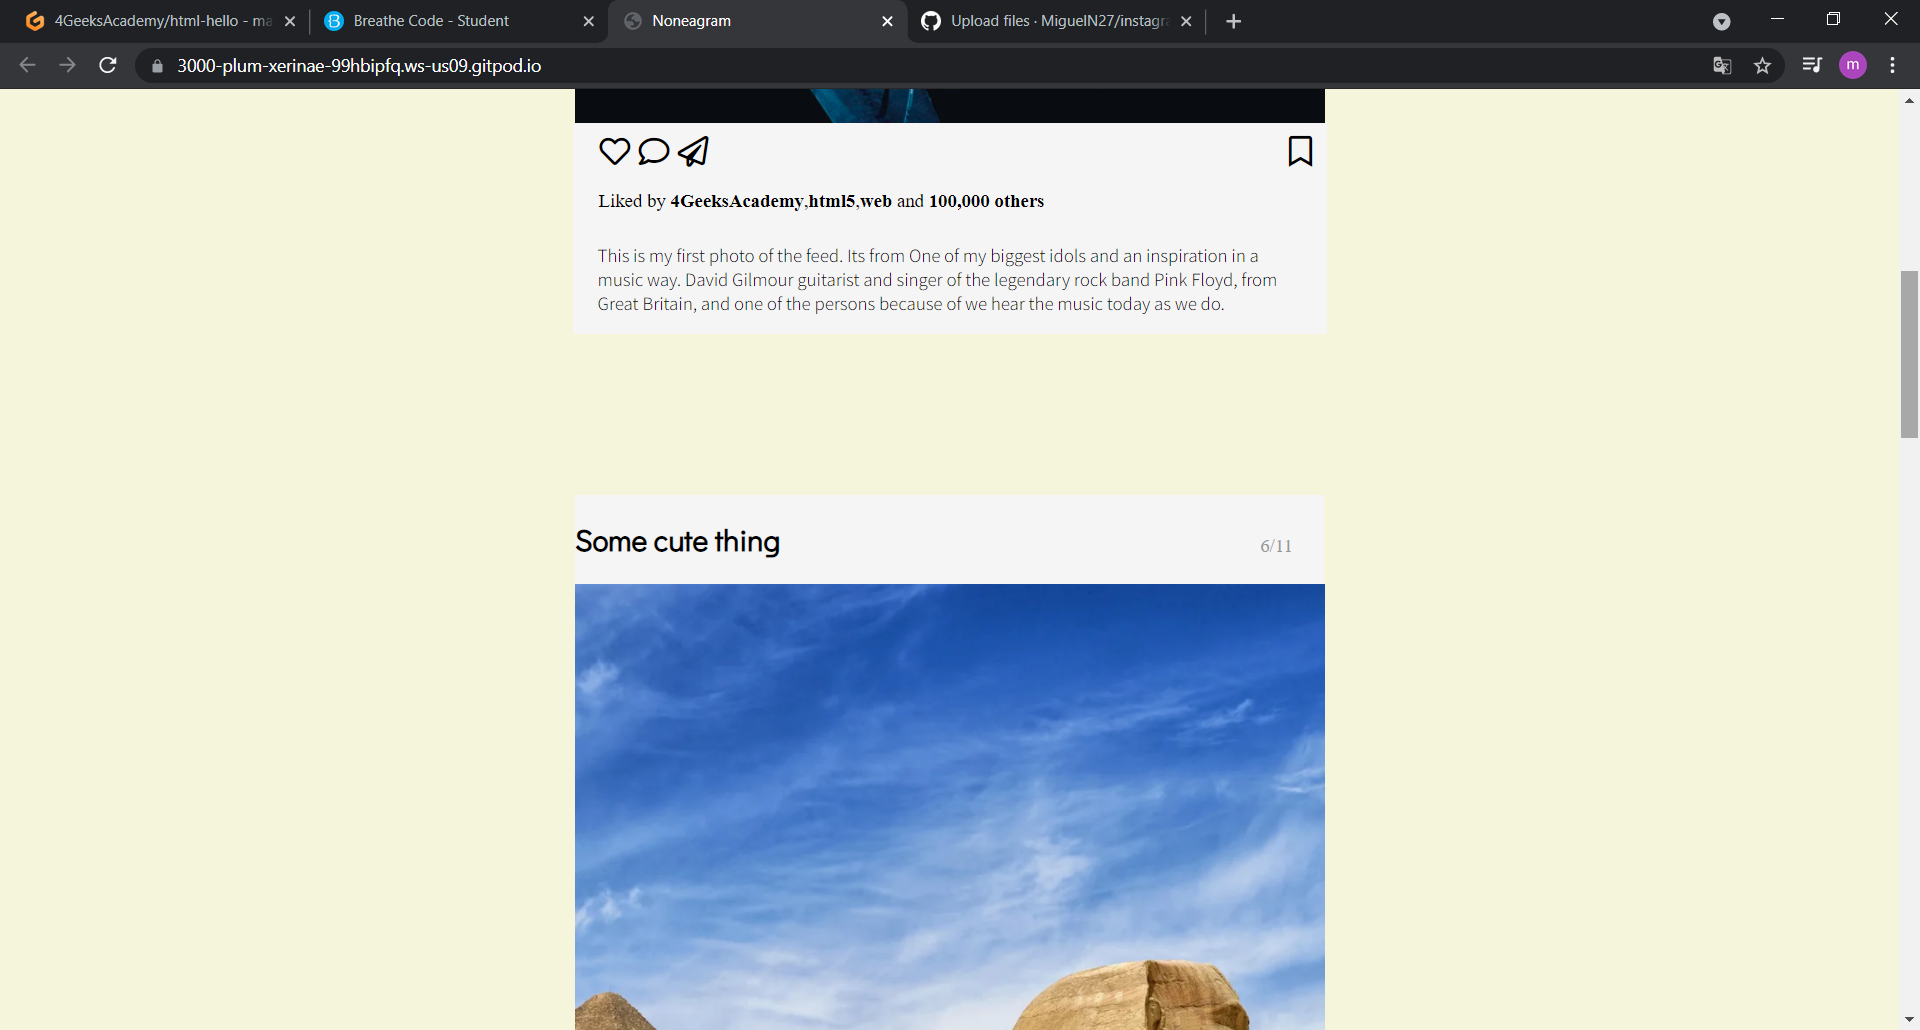 4GeeksAcademy/html-hello - ma
Breathe Code - Student
Noneagram
Upload files · MiguelN27/instagra
3000-plum-xerinae-99hbipfq.ws-us09.gitpod.io
m
Liked by 4GeeksAcademy,html5,web and 100,000 others
This is my first photo of the feed. Its from One of my biggest idols and an inspiration in a
music way. David Gilmour guitarist and singer of the legendary rock band Pink Floyd, from
Great Britain, and one of the persons because of we hear the music today as we do.
Some cute thing
6/11